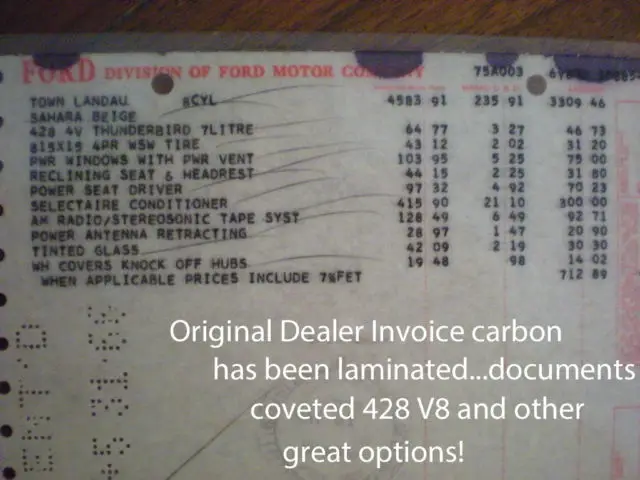 FORD DIVISION OF FORD MOTOR COMPANY 75A003
TOWN LANDAU 8CYL 4583 91 235 91 3309 46
SAHARA BEIGE
428 4V THUNDERBIRD 7LITRE 64 77 3 27 46 73
815X15 4PR WSW TIRE 43 12 2 02 31 20
PWR WINDOWS WITH PWR VENT 103 95 5 25 75 00
RECLINING SEAT & HEADREST 44 15 2 25 31 80
POWER SEAT DRIVER 97 32 4 92 70 23
SELECTAIRE CONDITIONER 415 90 21 10 300 00
AM RADIO/STEREOSONIC TAPE SYST 128 49 6 49 92 71
POWER ANTENNA RETRACTING 28 97 1 47 20 90
TINTED GLASS 42 09 2 19 30 30
WH COVERS KNOCK OFF HUBS 19 48 98 14 02
WHEN APPLICABLE PRICES INCLUDE 7%FET 712 89
Original Dealer Invoice carbon
has been laminated...documents
coveted 428 V8 and other
great options!